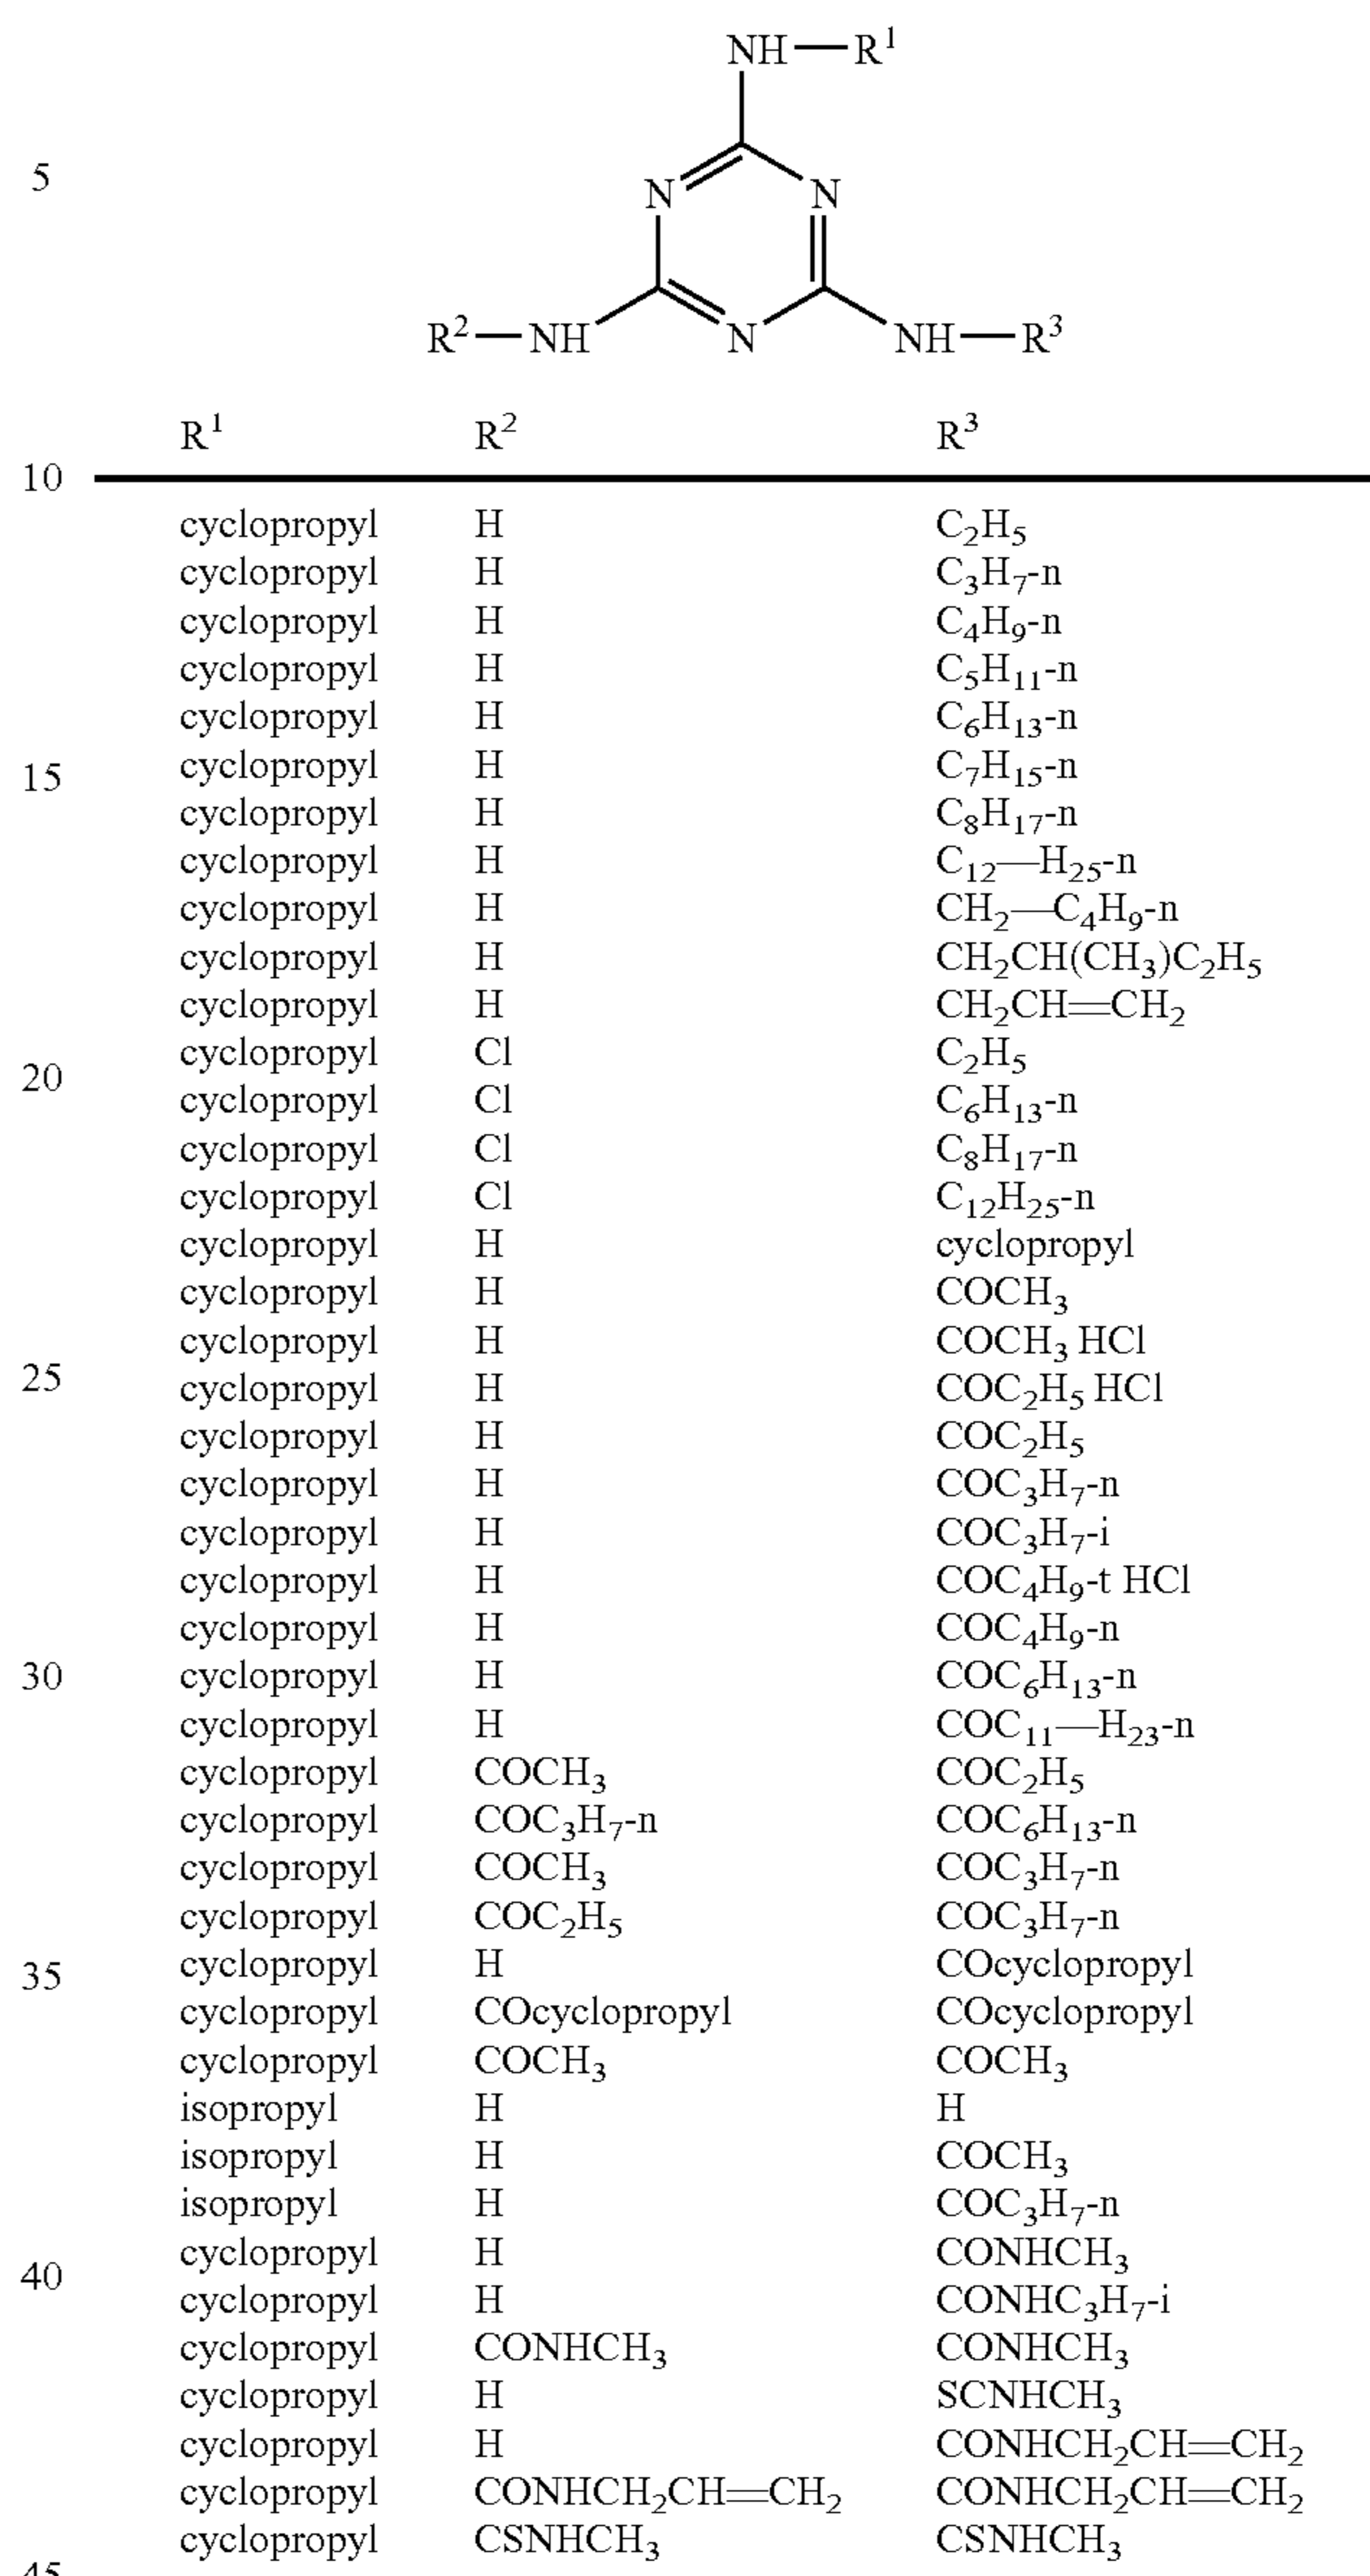 NH—R¹
5
N N
R²—NH N NH—R³
R¹ R² R³
10
cyclopropyl H C₂H₅
cyclopropyl H C₃H₇-n
cyclopropyl H C₄H₉-n
cyclopropyl H C₅H₁₁-n
cyclopropyl H C₆H₁₃-n
15 cyclopropyl H C₇H₁₅-n
cyclopropyl H C₈H₁₇-n
cyclopropyl H C₁₂—H₂₅-n
cyclopropyl H CH₂—C₄H₉-n
cyclopropyl H CH₂CH(CH₃)C₂H₅
cyclopropyl H CH₂CH=CH₂
cyclopropyl Cl C₂H₅
20
cyclopropyl Cl C₆H₁₃-n
cyclopropyl Cl C₈H₁₇-n
cyclopropyl Cl C₁₂H₂₅-n
cyclopropyl H cyclopropyl
cyclopropyl H COCH₃
cyclopropyl H COCH₃ HCl
25 cyclopropyl H COC₂H₅ HCl
cyclopropyl H COC₂H₅
cyclopropyl H COC₃H₇-n
cyclopropyl H COC₃H₇-i
cyclopropyl H COC₄H₉-t HCl
cyclopropyl H COC₄H₉-n
30 cyclopropyl H COC₆H₁₃-n
cyclopropyl H COC₁₁—H₂₃-n
cyclopropyl COCH₃ COC₂H₅
cyclopropyl COC₃H₇-n COC₆H₁₃-n
cyclopropyl COCH₃ COC₃H₇-n
cyclopropyl COC₂H₅ COC₃H₇-n
35 cyclopropyl H COcyclopropyl
cyclopropyl COcyclopropyl COcyclopropyl
cyclopropyl COCH₃ COCH₃
isopropyl H H
isopropyl H COCH₃
isopropyl H COC₃H₇-n
cyclopropyl H CONHCH₃
40
cyclopropyl H CONHC₃H₇-i
cyclopropyl CONHCH₃ CONHCH₃
cyclopropyl H SCNHCH₃
cyclopropyl H CONHCH₂CH=CH₂
cyclopropyl CONHCH₂CH=CH₂ CONHCH₂CH=CH₂
cyclopropyl CSNHCH₃ CSNHCH₃
45